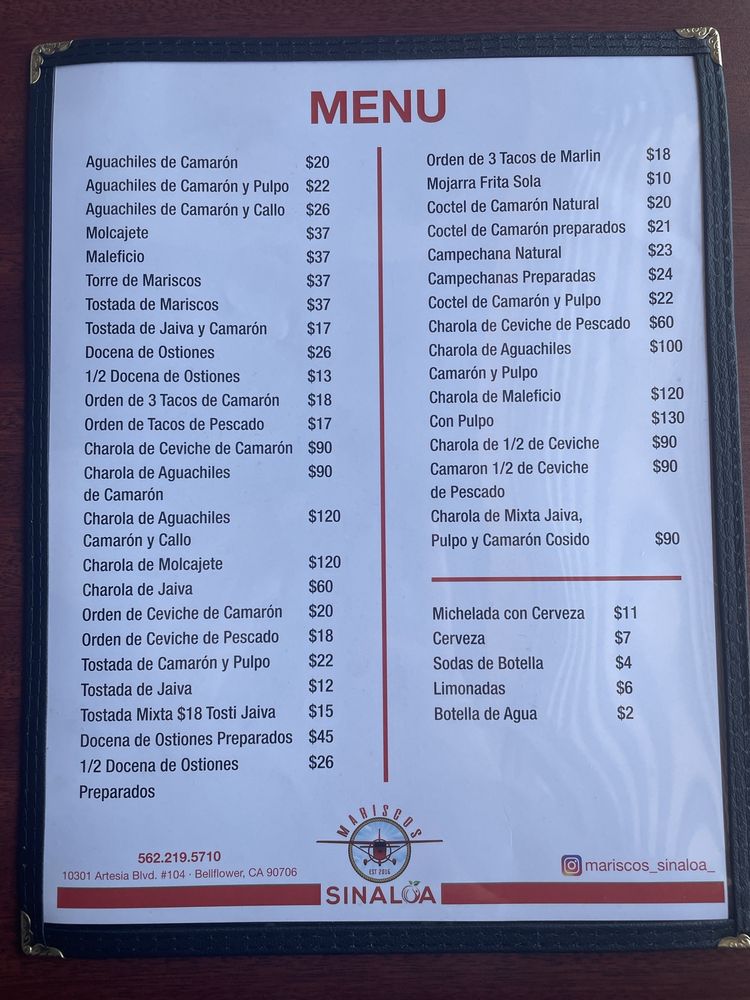 MENU
Aguachiles de Camarón $20
Aguachiles de Camarón y Pulpo $22
Aguachiles de Camarón y Callo $26
Molcajete $37
Maleficio $37
Torre de Mariscos $37
Tostada de Mariscos $37
Tostada de Jaiva y Camarón $17
Docena de Ostiones $26
1/2 Docena de Ostiones $13
Orden de 3 Tacos de Camarón $18
Orden de Tacos de Pescado $17
Charola de Ceviche de Camarón $90
Charola de Aguachiles $90
de Camarón
Charola de Aguachiles $120
Camarón y Callo
Charola de Molcajete $120
Charola de Jaiva $60
Orden de Ceviche de Camarón $20
Orden de Ceviche de Pescado $18
Tostada de Camarón y Pulpo $22
Tostada de Jaiva $12
Tostada Mixta $18 Tosti Jaiva $15
Docena de Ostiones Preparados $45
1/2 Docena de Ostiones $26
Preparados
Orden de 3 Tacos de Marlin $18
Mojarra Frita Sola $10
Coctel de Camarón Natural $20
Coctel de Camarón preparados $21
Campechana Natural $23
Campechanas Preparadas $24
Coctel de Camarón y Pulpo $22
Charola de Ceviche de Pescado $60
Charola de Aguachiles $100
Camarón y Pulpo
Charola de Maleficio $120
Con Pulpo $130
Charola de 1/2 de Ceviche $90
Camaron 1/2 de Ceviche $90
de Pescado
Charola de Mixta Jaiva,
Pulpo y Camarón Cosido $90
Michelada con Cerveza $11
Cerveza $7
Sodas de Botella $4
Limonadas $6
Botella de Agua $2
562.219.5710
10301 Artesia Blvd. #104 · Bellflower, CA 90706
MARISCOS
EST 2016
SINALOA
mariscos_sinaloa_